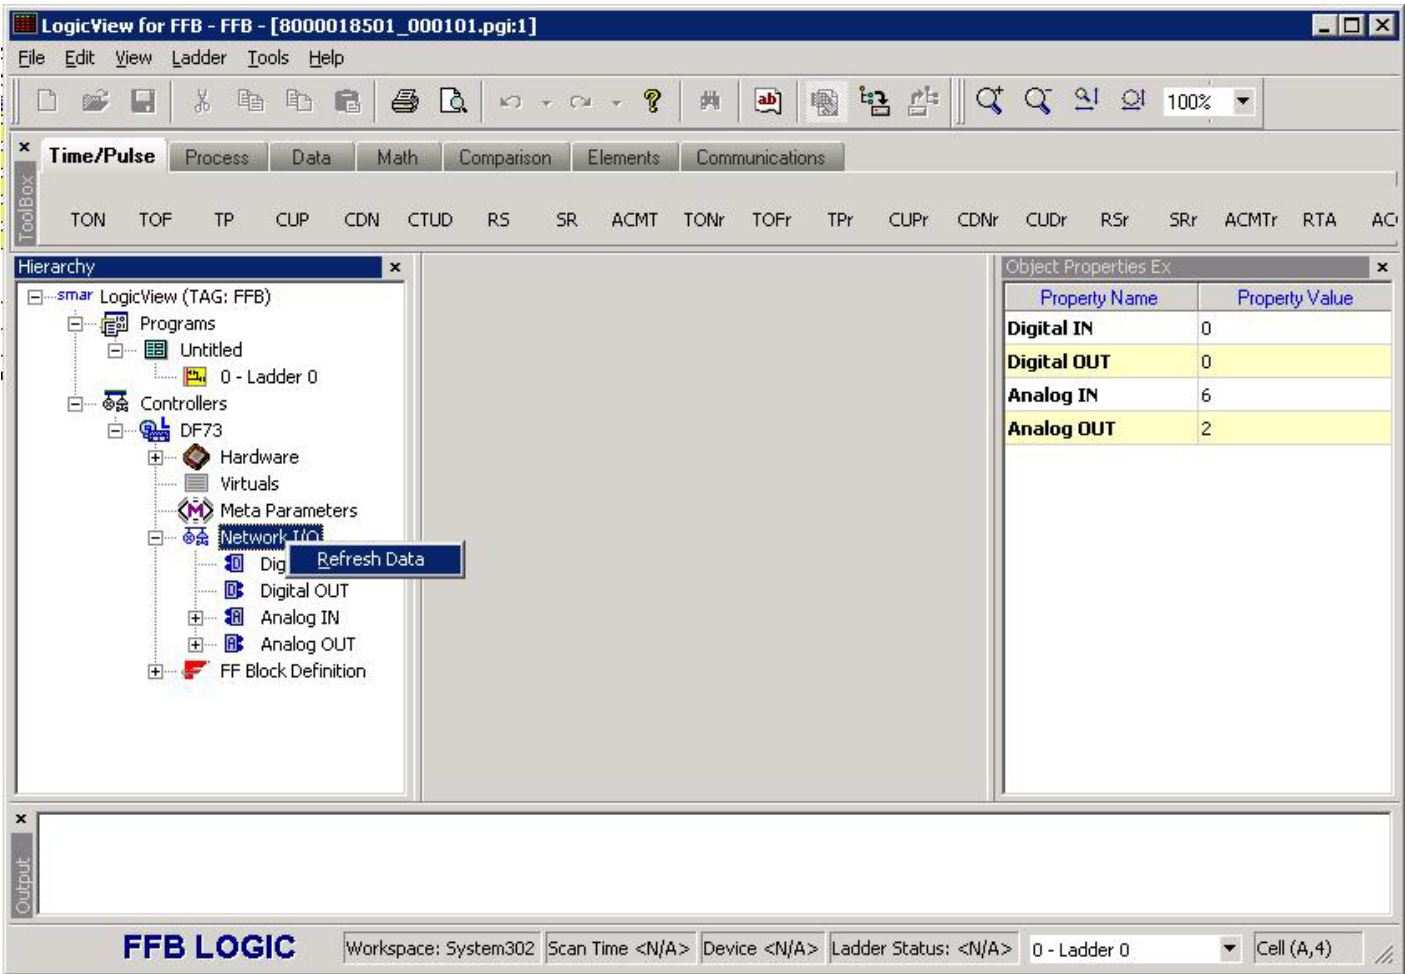 LogicView for FFB - FFB - [8000018501_000101.pgi:1]
File Edit View Ladder Tools Help
ab 100%
Time/Pulse Process Data Math Comparison Elements Communications
ToolBox
TON TOF TP CUP CDN CTUD RS SR ACMT TONr TOFr TPr CUPr CDNr CUDr RSr SRr ACMTr RTA
Hierarchy
smar LogicView (TAG: FFB)
Programs
Untitled
0 - Ladder 0
Controllers
DF73
Hardware
Virtuals
Meta Parameters
Network I/O
Refresh Data
Dig
Digital OUT
Analog IN
Analog OUT
FF Block Definition
Object Properties Ex
Property Name Property Value
Digital IN 0
Digital OUT 0
Analog IN 6
Analog OUT 2
Output
FFB LOGIC Workspace: System302 Scan Time <N/A> Device <N/A> Ladder Status: <N/A> 0 - Ladder 0 Cell (A,4)